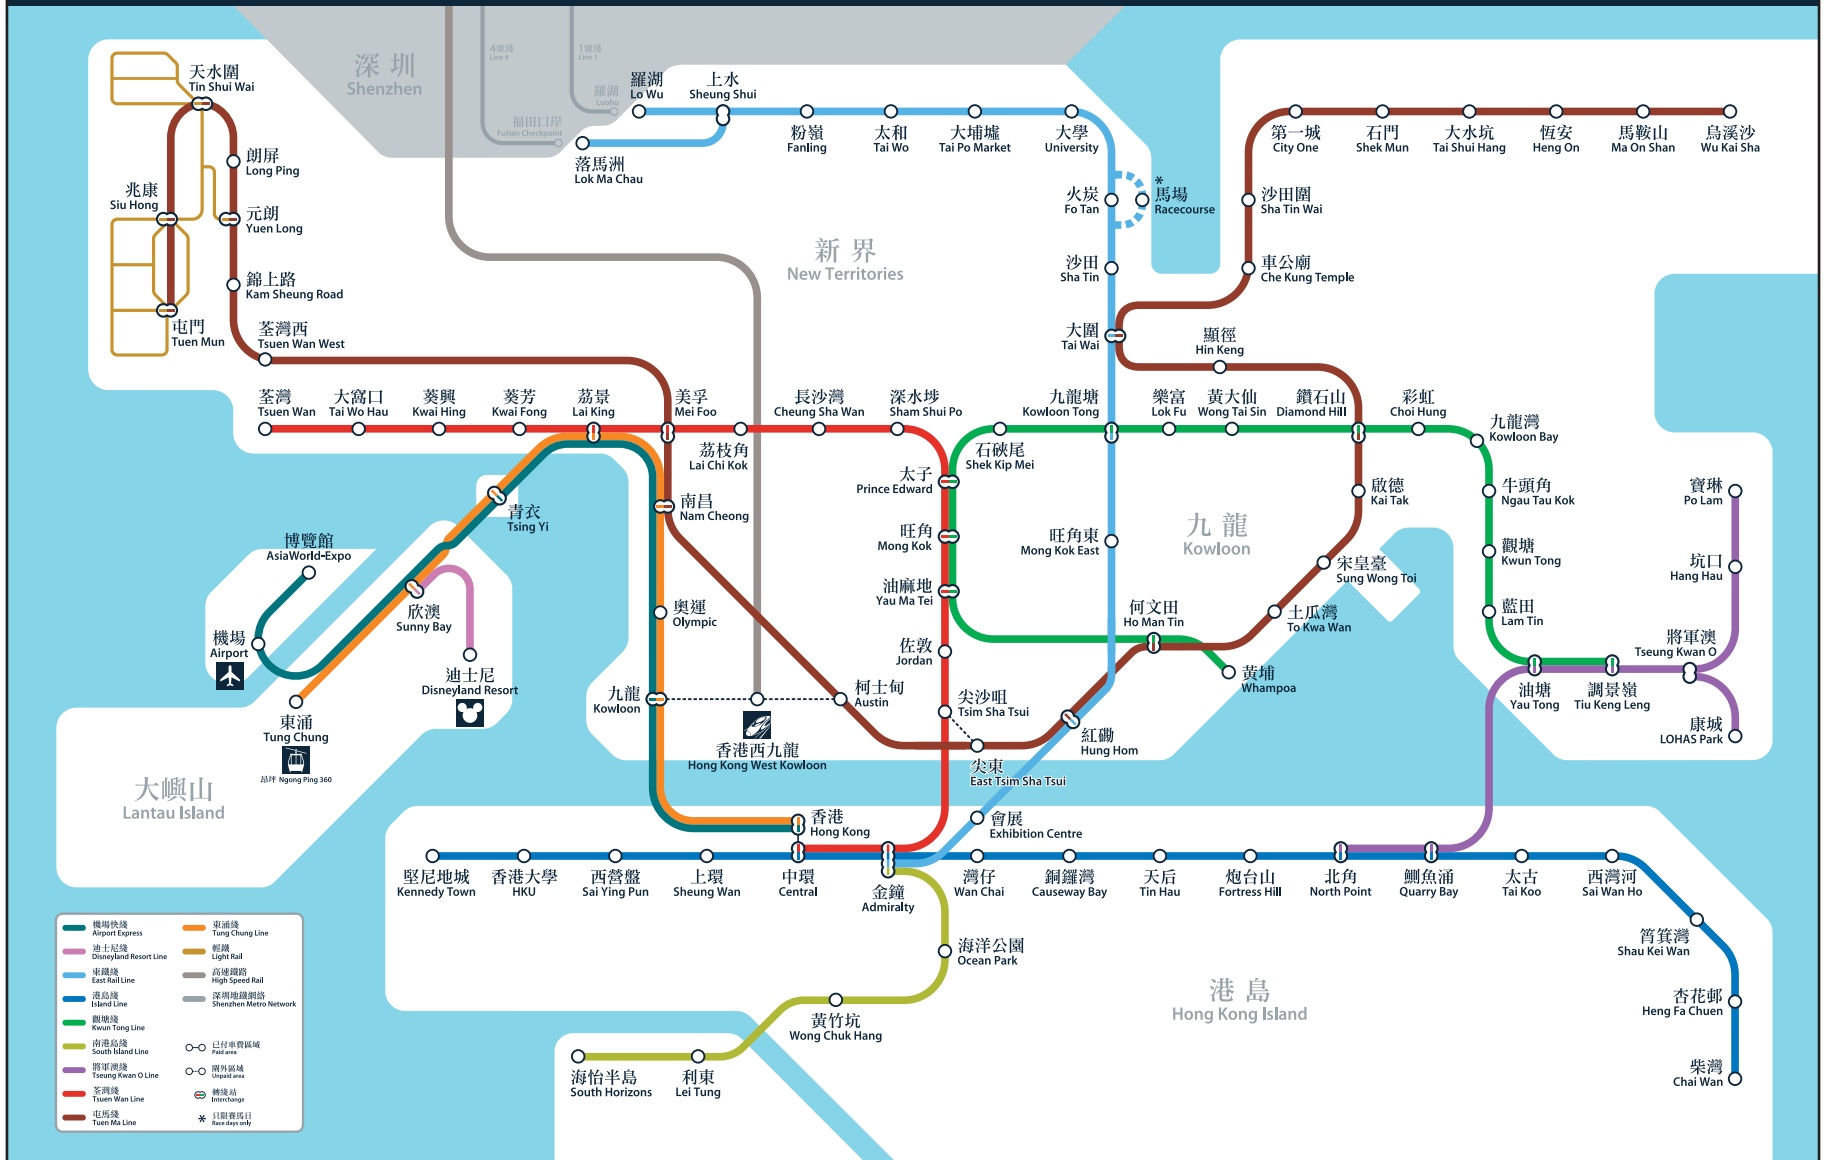 深圳
Shenzhen
4號綫
Line 4
1號綫
Line 1
羅湖
Luohu
福田口岸
Futian Checkpoint
羅湖
Lo Wu
上水
Sheung Shui
粉嶺
Fanling
太和
Tai Wo
大埔墟
Tai Po Market
大學
University
落馬洲
Lok Ma Chau
第一城
City One
石門
Shek Mun
大水坑
Tai Shui Hang
恆安
Heng On
馬鞍山
Ma On Shan
烏溪沙
Wu Kai Sha
天水圍
Tin Shui Wai
朗屏
Long Ping
兆康
Siu Hong
元朗
Yuen Long
錦上路
Kam Sheung Road
屯門
Tuen Mun
荃灣西
Tsuen Wan West
新界
New Territories
火炭
Fo Tan
*
馬場
Racecourse
沙田
Sha Tin
大圍
Tai Wai
沙田圍
Sha Tin Wai
車公廟
Che Kung Temple
顯徑
Hin Keng
荃灣
Tsuen Wan
大窩口
Tai Wo Hau
葵興
Kwai Hing
葵芳
Kwai Fong
荔景
Lai King
美孚
Mei Foo
荔枝角
Lai Chi Kok
長沙灣
Cheung Sha Wan
深水埗
Sham Shui Po
九龍塘
Kowloon Tong
樂富
Lok Fu
黃大仙
Wong Tai Sin
鑽石山
Diamond Hill
彩虹
Choi Hung
九龍灣
Kowloon Bay
石硤尾
Shek Kip Mei
太子
Prince Edward
旺角
Mong Kok
油麻地
Yau Ma Tei
佐敦
Jordan
尖沙咀
Tsim Sha Tsui
尖東
East Tsim Sha Tsui
旺角東
Mong Kok East
九龍
Kowloon
啟德
Kai Tak
宋皇臺
Sung Wong Toi
土瓜灣
To Kwa Wan
何文田
Ho Man Tin
黃埔
Whampoa
紅磡
Hung Hom
牛頭角
Ngau Tau Kok
觀塘
Kwun Tong
藍田
Lam Tin
寶琳
Po Lam
坑口
Hang Hau
將軍澳
Tseung Kwan O
油塘
Yau Tong
調景嶺
Tiu Keng Leng
康城
LOHAS Park
南昌
Nam Cheong
奧運
Olympic
九龍
Kowloon
香港西九龍
Hong Kong West Kowloon
柯士甸
Austin
青衣
Tsing Yi
博覽館
AsiaWorld-Expo
機場
Airport
欣澳
Sunny Bay
迪士尼
Disneyland Resort
東涌
Tung Chung
昂坪 Ngong Ping 360
大嶼山
Lantau Island
香港
Hong Kong
會展
Exhibition Centre
堅尼地城
Kennedy Town
香港大學
HKU
西營盤
Sai Ying Pun
上環
Sheung Wan
中環
Central
金鐘
Admiralty
灣仔
Wan Chai
銅鑼灣
Causeway Bay
天后
Tin Hau
炮台山
Fortress Hill
北角
North Point
鰂魚涌
Quarry Bay
太古
Tai Koo
西灣河
Sai Wan Ho
筲箕灣
Shau Kei Wan
杏花邨
Heng Fa Chuen
柴灣
Chai Wan
海洋公園
Ocean Park
黃竹坑
Wong Chuk Hang
利東
Lei Tung
海怡半島
South Horizons
港島
Hong Kong Island
機場快綫
Airport Express
迪士尼綫
Disneyland Resort Line
東鐵綫
East Rail Line
港島綫
Island Line
觀塘綫
Kwun Tong Line
南港島綫
South Island Line
將軍澳綫
Tseung Kwan O Line
荃灣綫
Tsuen Wan Line
屯馬綫
Tuen Ma Line
東涌綫
Tung Chung Line
輕鐵
Light Rail
高速鐵路
High Speed Rail
深圳地鐵網絡
Shenzhen Metro Network
已付車費區域
Paid area
閘外區域
Unpaid area
轉綫站
Interchange
* 只限賽馬日
Race days only